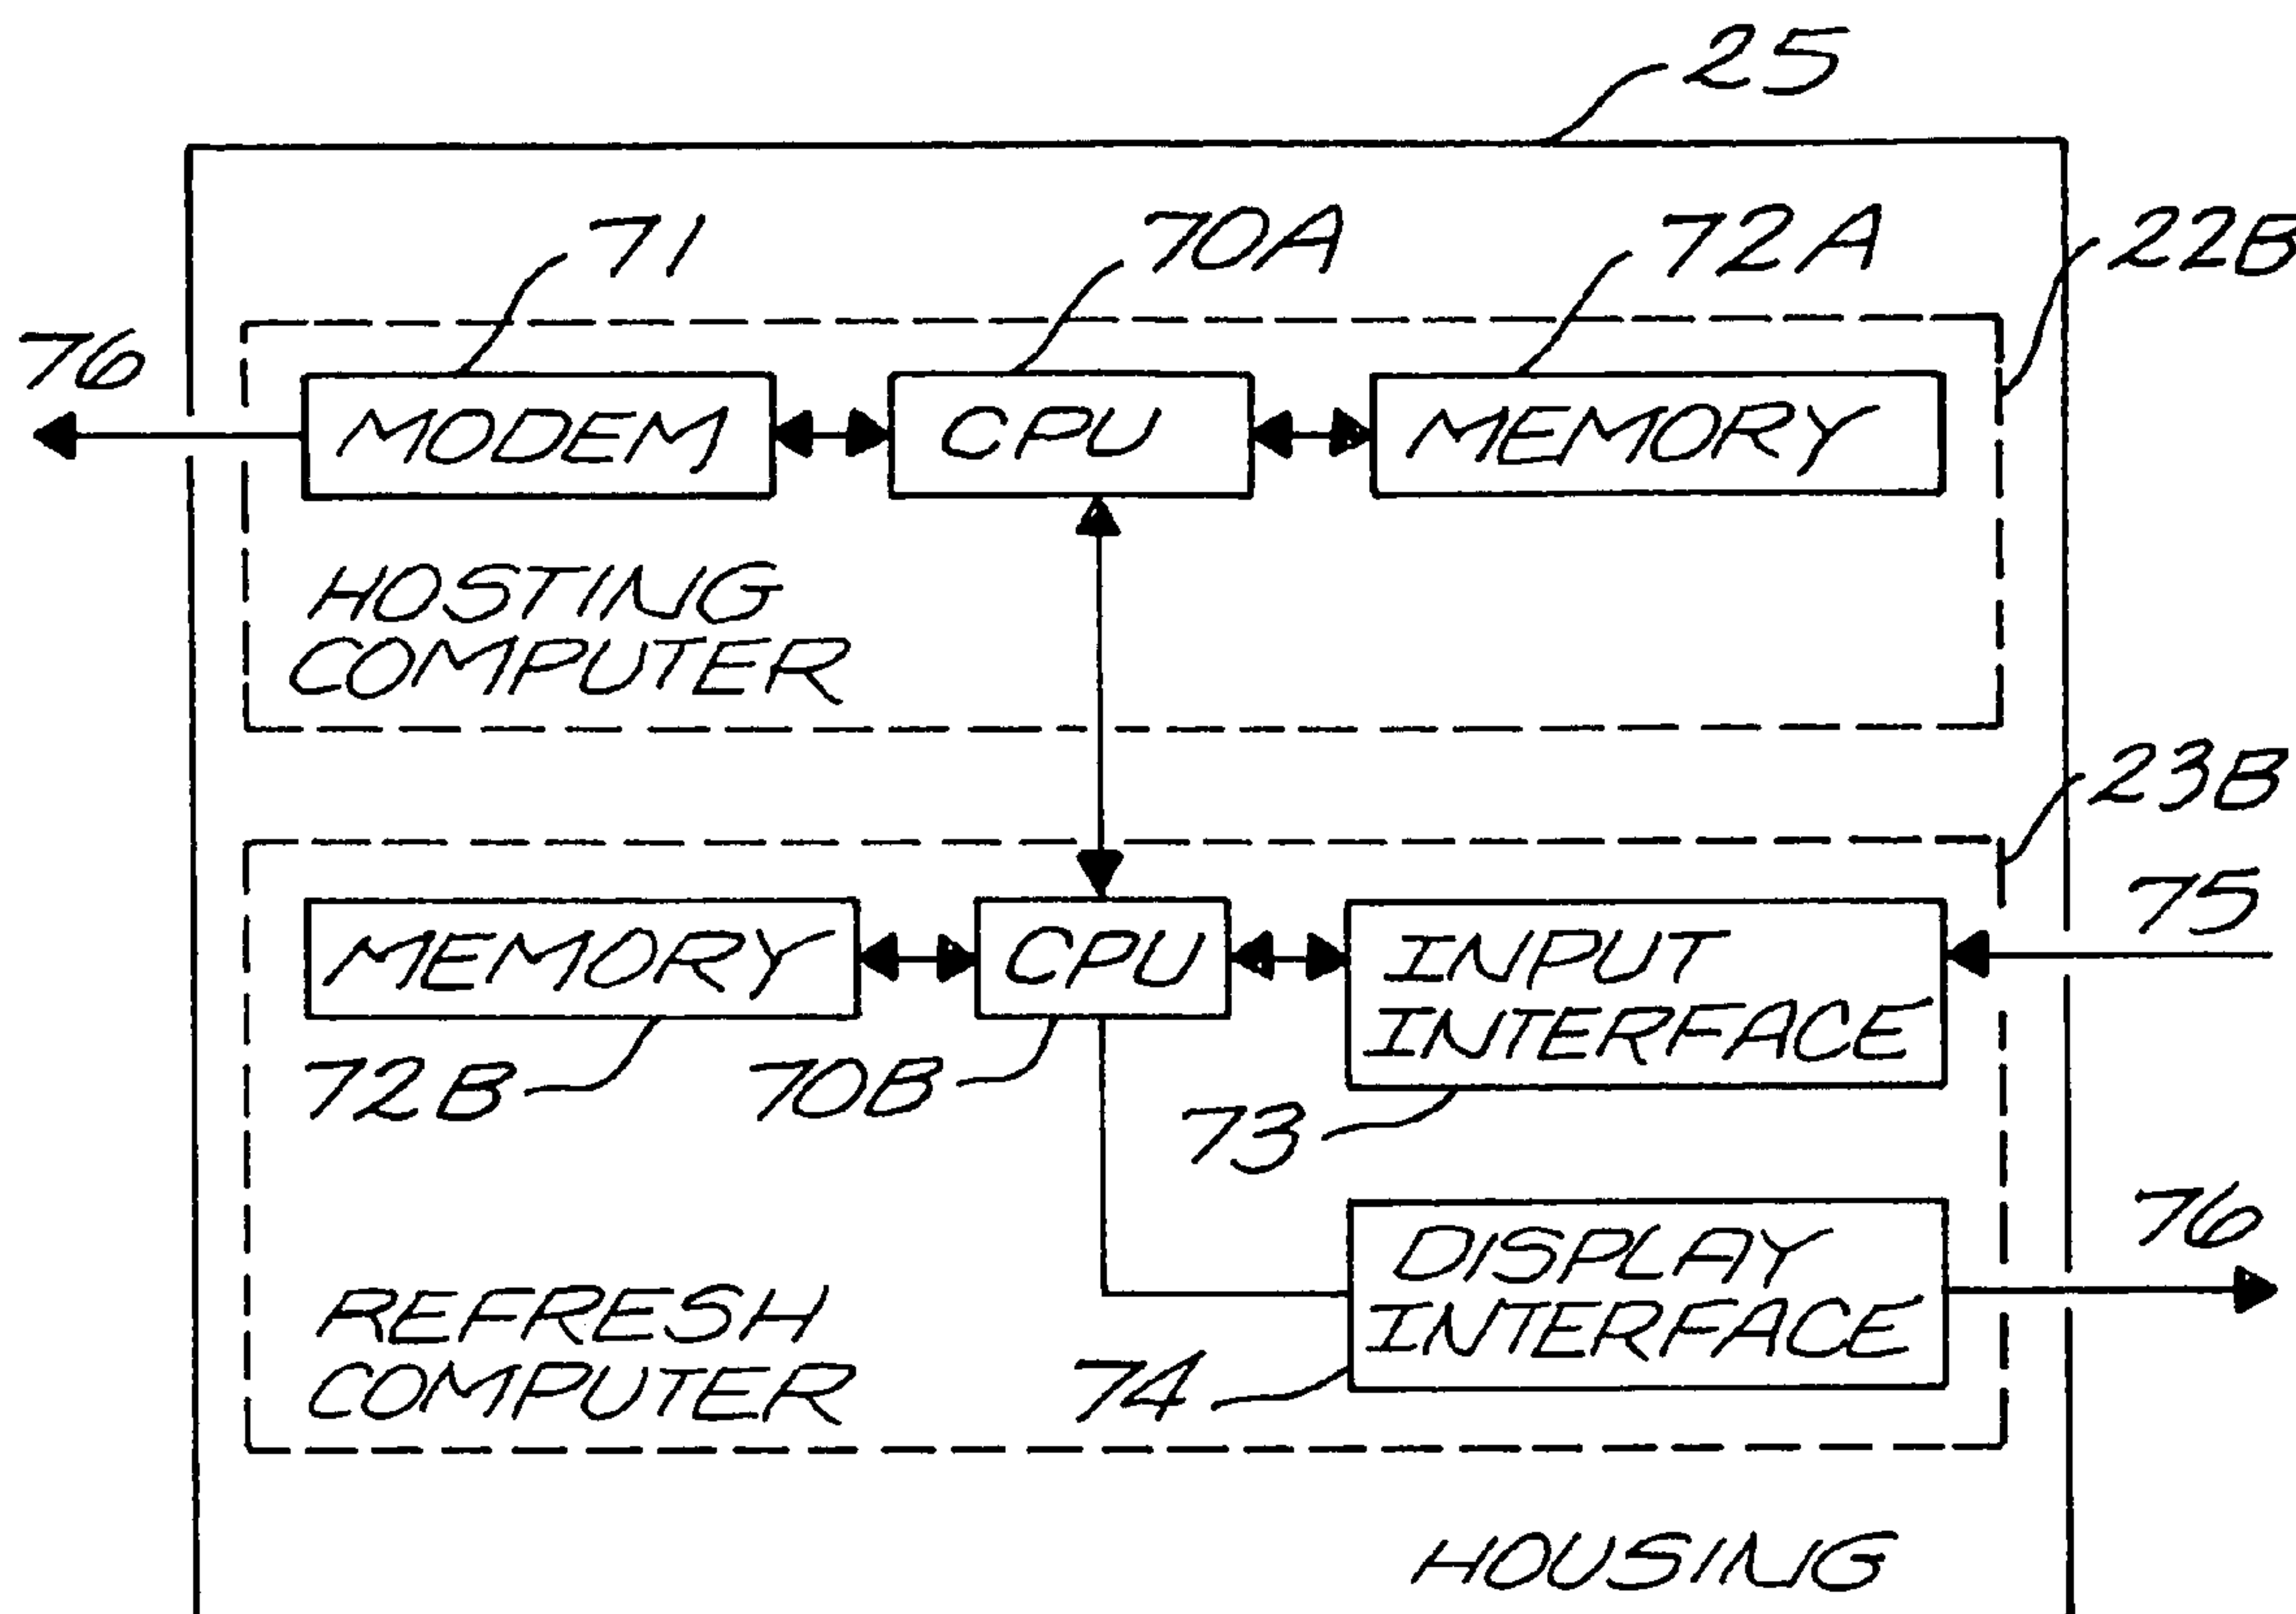 25
71
70A
72A
22B
76
MODEM
CPU
MEMORY
HOSTING
COMPUTER
23B
75
MEMORY
CPU
INPUT
INTERFACE
72B
70B
73
76
DISPLAY
INTERFACE
74
REFRESH
COMPUTER
HOUSING